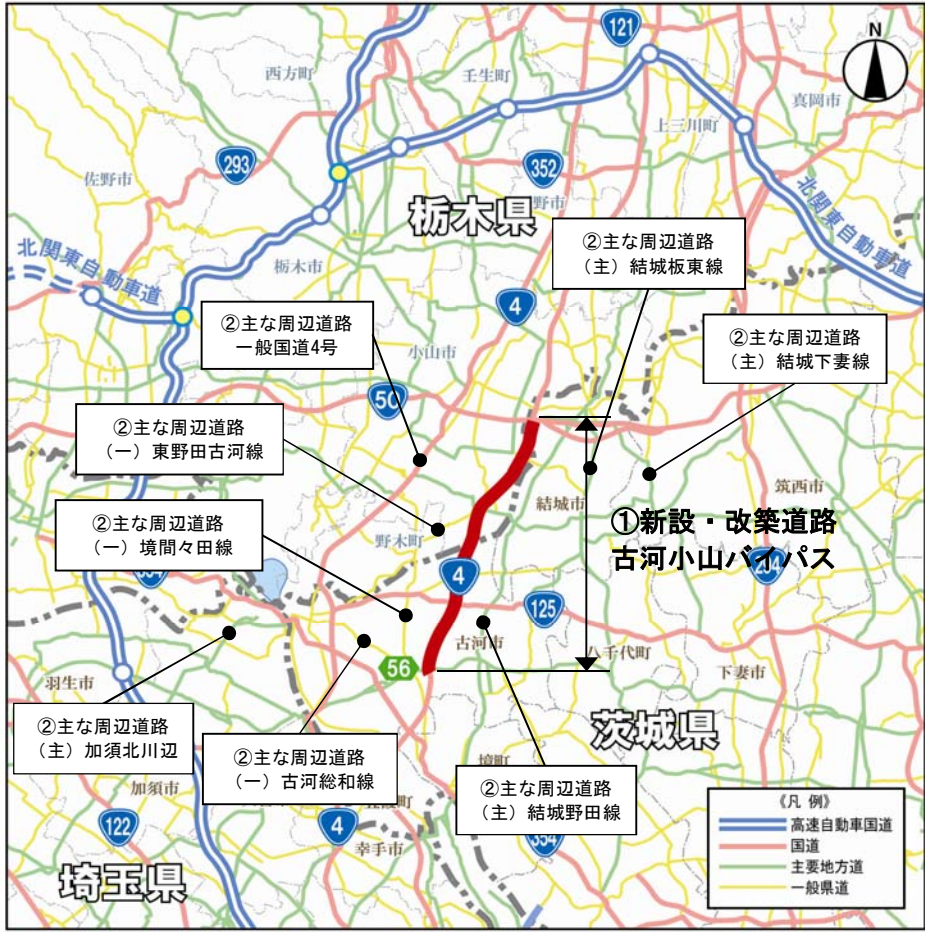 121
N
西方町
壬生町
真岡市
上三川町
293
352
佐野市
野市
栃木県
北関東自動車道
北関東自動車道
②主な周辺道路
(主)結城板東線
栃木市
4
②主な周辺道路
一般国道4号
小山市
②主な周辺道路
(主)結城下妻線
50
②主な周辺道路
(一)東野田古河線
結城市
筑西市
①新設・改築道路
古河小山バイパス
②主な周辺道路
(一)境間々田線
野木町
4
294
125
古河市
八千代町
下妻市
56
羽生市
茨城県
②主な周辺道路
(主)加須北川辺
②主な周辺道路
(一)古河総和線
境町
②主な周辺道路
(主)結城野田線
加須市
122
4
幸手市
354
埼玉県
《凡 例》
高速自動車国道
国道
主要地方道
一般県道